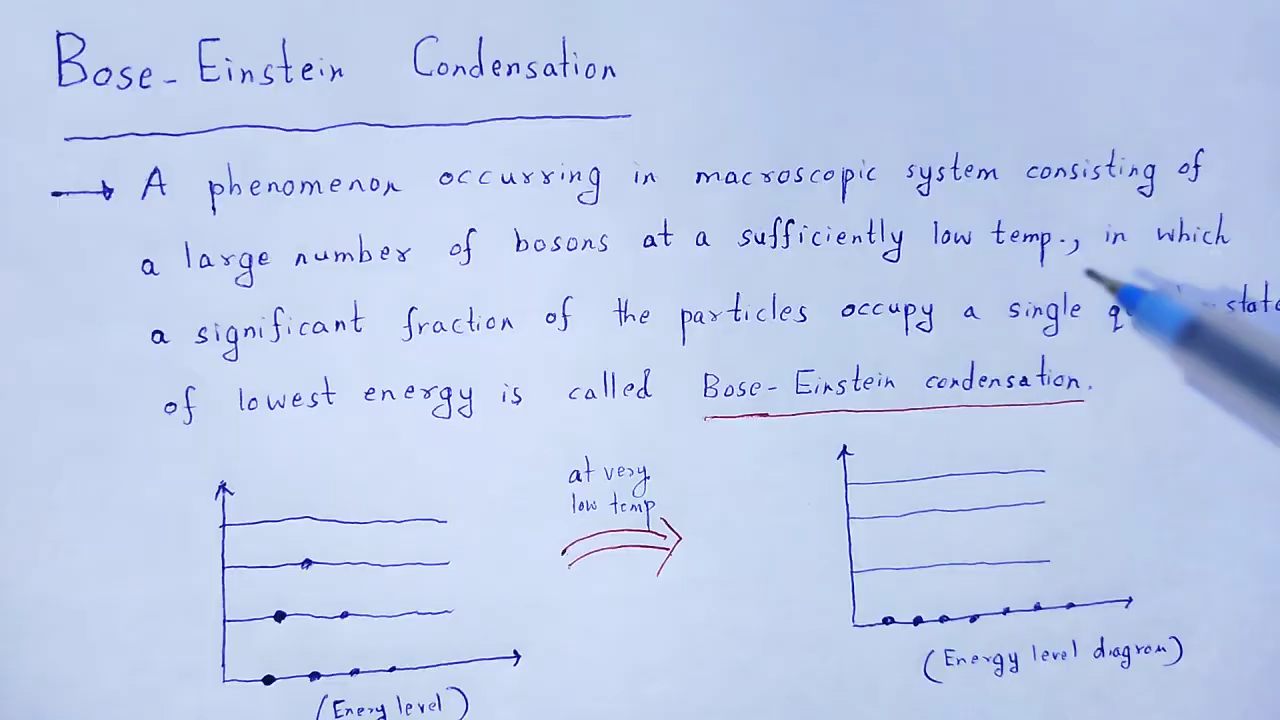 Bose-Einstein Condensation
→ A phenomenon occurring in macroscopic system consisting of
a large number of bosons at a sufficiently low temp., in which
a significant fraction of the particles occupy a single state
of lowest energy is called Bose-Einstein condensation.
at very
low temp
(Energy level diagram)
(Enery level)